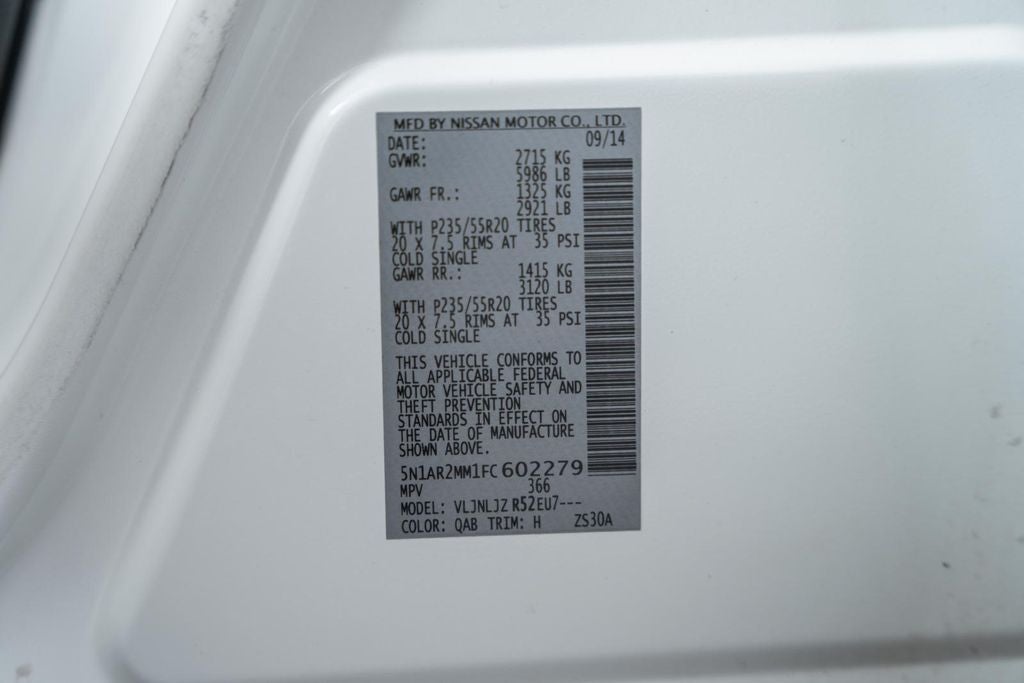 MFD BY NISSAN MOTOR CO., LTD.
DATE: 09/14
GVWR: 2715 KG
5986 LB
GAWR FR.: 1325 KG
2921 LB
WITH P235/55R20 TIRES
20 X 7.5 RIMS AT 35 PSI
COLD SINGLE
GAWR RR.: 1415 KG
3120 LB
WITH P235/55R20 TIRES
20 X 7.5 RIMS AT 35 PSI
COLD SINGLE
THIS VEHICLE CONFORMS TO
ALL APPLICABLE FEDERAL
MOTOR VEHICLE SAFETY AND
THEFT PREVENTION
STANDARDS IN EFFECT ON
THE DATE OF MANUFACTURE
SHOWN ABOVE.
5N1AR2MM1FC602279
MPV 366
MODEL: VLJNLJZ R52EU7---
COLOR: QAB TRIM: H ZS30A